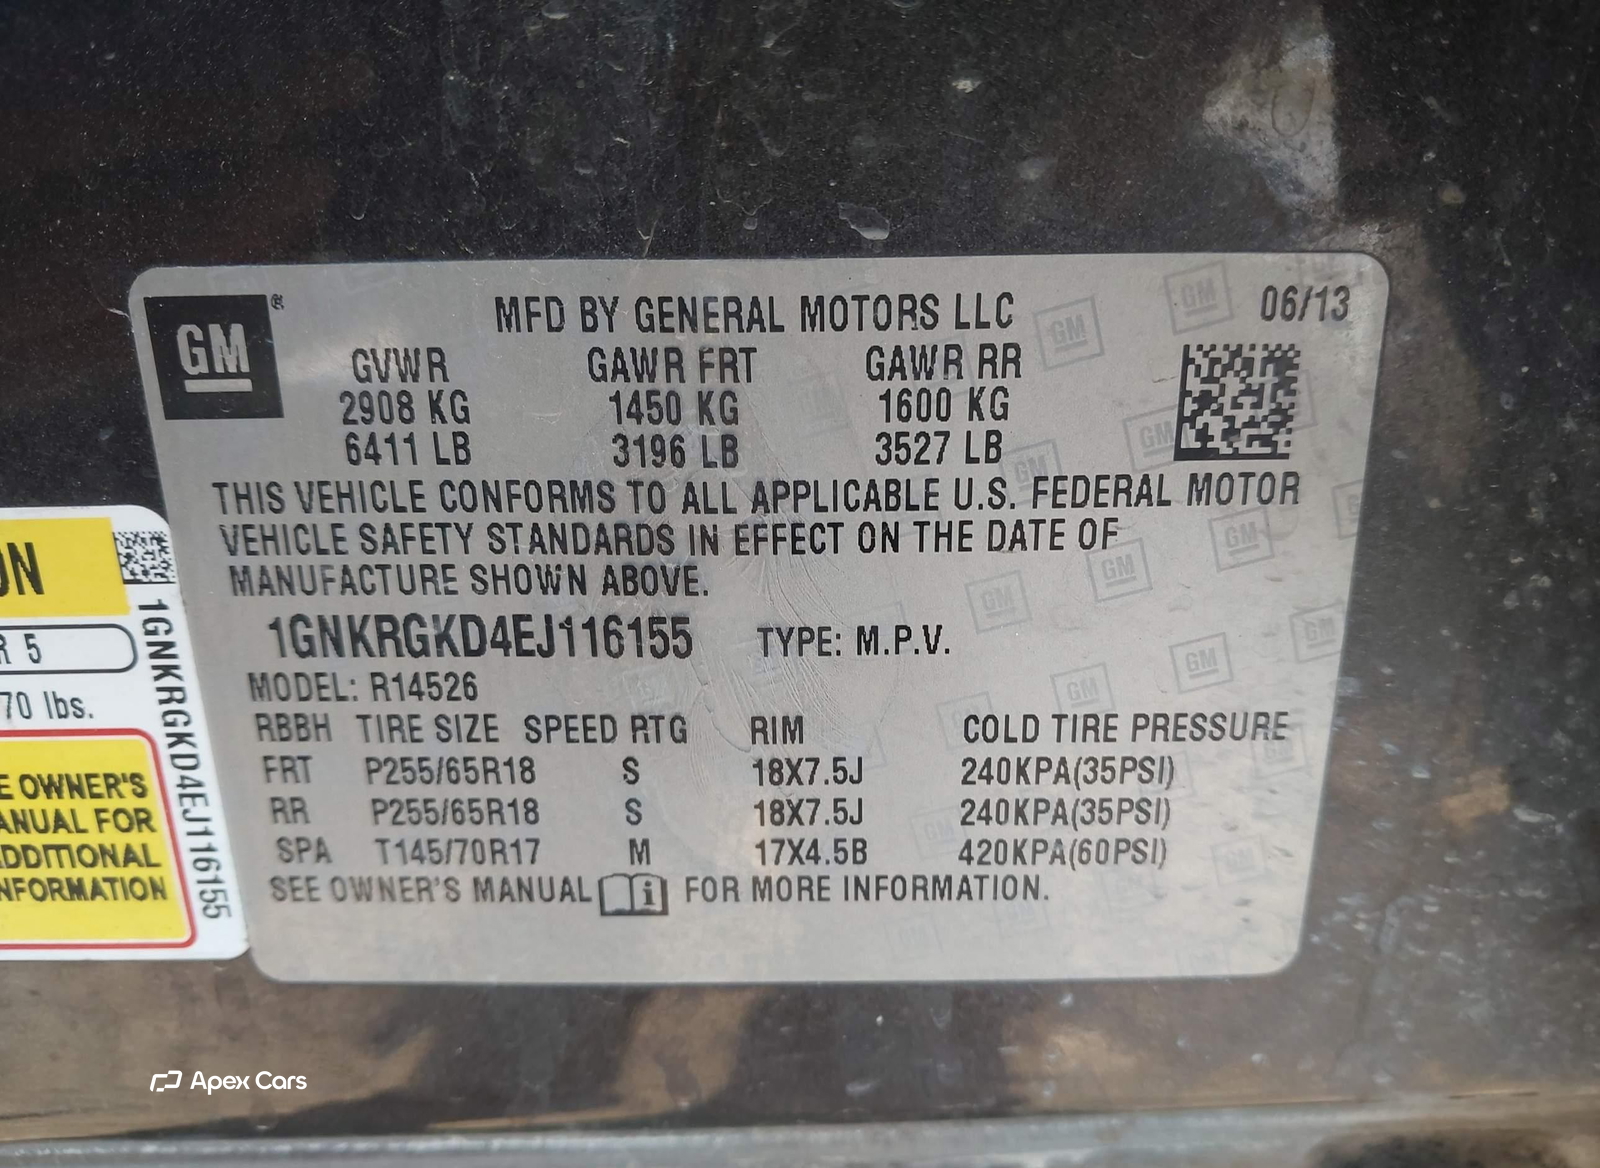 GM ®
MFD BY GENERAL MOTORS LLC 06/13
GVWR GAWR FRT GAWR RR
2908 KG 1450 KG 1600 KG
6411 LB 3196 LB 3527 LB
THIS VEHICLE CONFORMS TO ALL APPLICABLE U.S. FEDERAL MOTOR
VEHICLE SAFETY STANDARDS IN EFFECT ON THE DATE OF
MANUFACTURE SHOWN ABOVE.
1GNKRGKD4EJ116155 TYPE: M.P.V.
MODEL: R14526
RBBH TIRE SIZE SPEED RTG RIM COLD TIRE PRESSURE
FRT P255/65R18 S 18X7.5J 240KPA(35PSI)
RR P255/65R18 S 18X7.5J 240KPA(35PSI)
SPA T145/70R17 M 17X4.5B 420KPA(60PSI)
SEE OWNER'S MANUAL i FOR MORE INFORMATION.
ON
R 5
70 lbs.
E OWNER'S
ANUAL FOR
DDITIONAL
NFORMATION
1GNKRGKD4EJ116155
Apex Cars